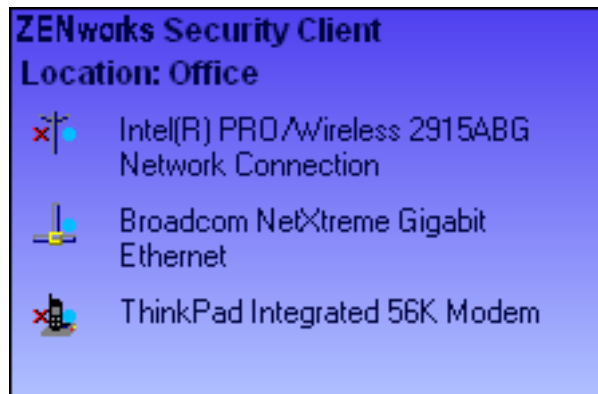 ZENworks Security Client
Location: Office
Intel(R) PRO/Wireless 2915ABG
Network Connection
Broadcom NetXtreme Gigabit
Ethernet
ThinkPad Integrated 56K Modem